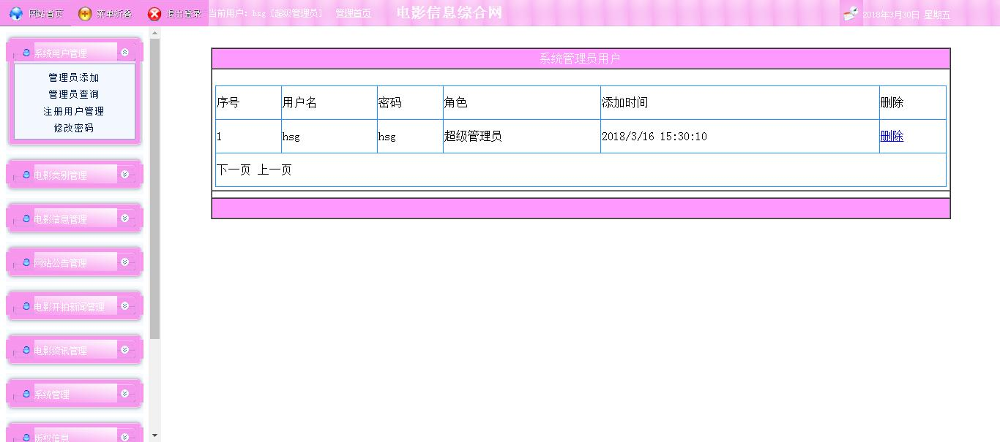 网站首页 菜单折叠 退出登录 当前用户: hsg [超级管理员] 管理首页 电影信息综合网 2018年3月30日 星期五
系统用户管理
管理员添加
管理员查询
注册用户管理
修改密码
电影类别管理
电影信息管理
网站公告管理
电影开拍新闻管理
电影资讯管理
系统管理
版权信息
系统管理员用户
序号 用户名 密码 角色 添加时间 删除
1 hsg hsg 超级管理员 2018/3/16 15:30:10 删除
下一页 上一页